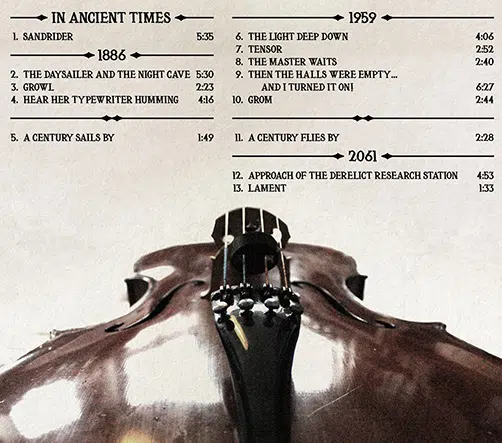 IN ANCIENT TIMES
1. SANDRIDER 5:35
1886
2. THE DAYSAILER AND THE NIGHT CAVE 5:30
3. GROWL 2:23
4. HEAR HER TYPEWRITER HUMMING 4:16
5. A CENTURY SAILS BY 1:49
1959
6. THE LIGHT DEEP DOWN 4:06
7. TENSOR 2:52
8. THE MASTER WAITS 2:40
9. THEN THE HALLS WERE EMPTY...
AND I TURNED IT ON! 6:27
10. GROM 2:44
11. A CENTURY FLIES BY 2:28
2061
12. APPROACH OF THE DERELICT RESEARCH STATION 4:53
13. LAMENT 1:33